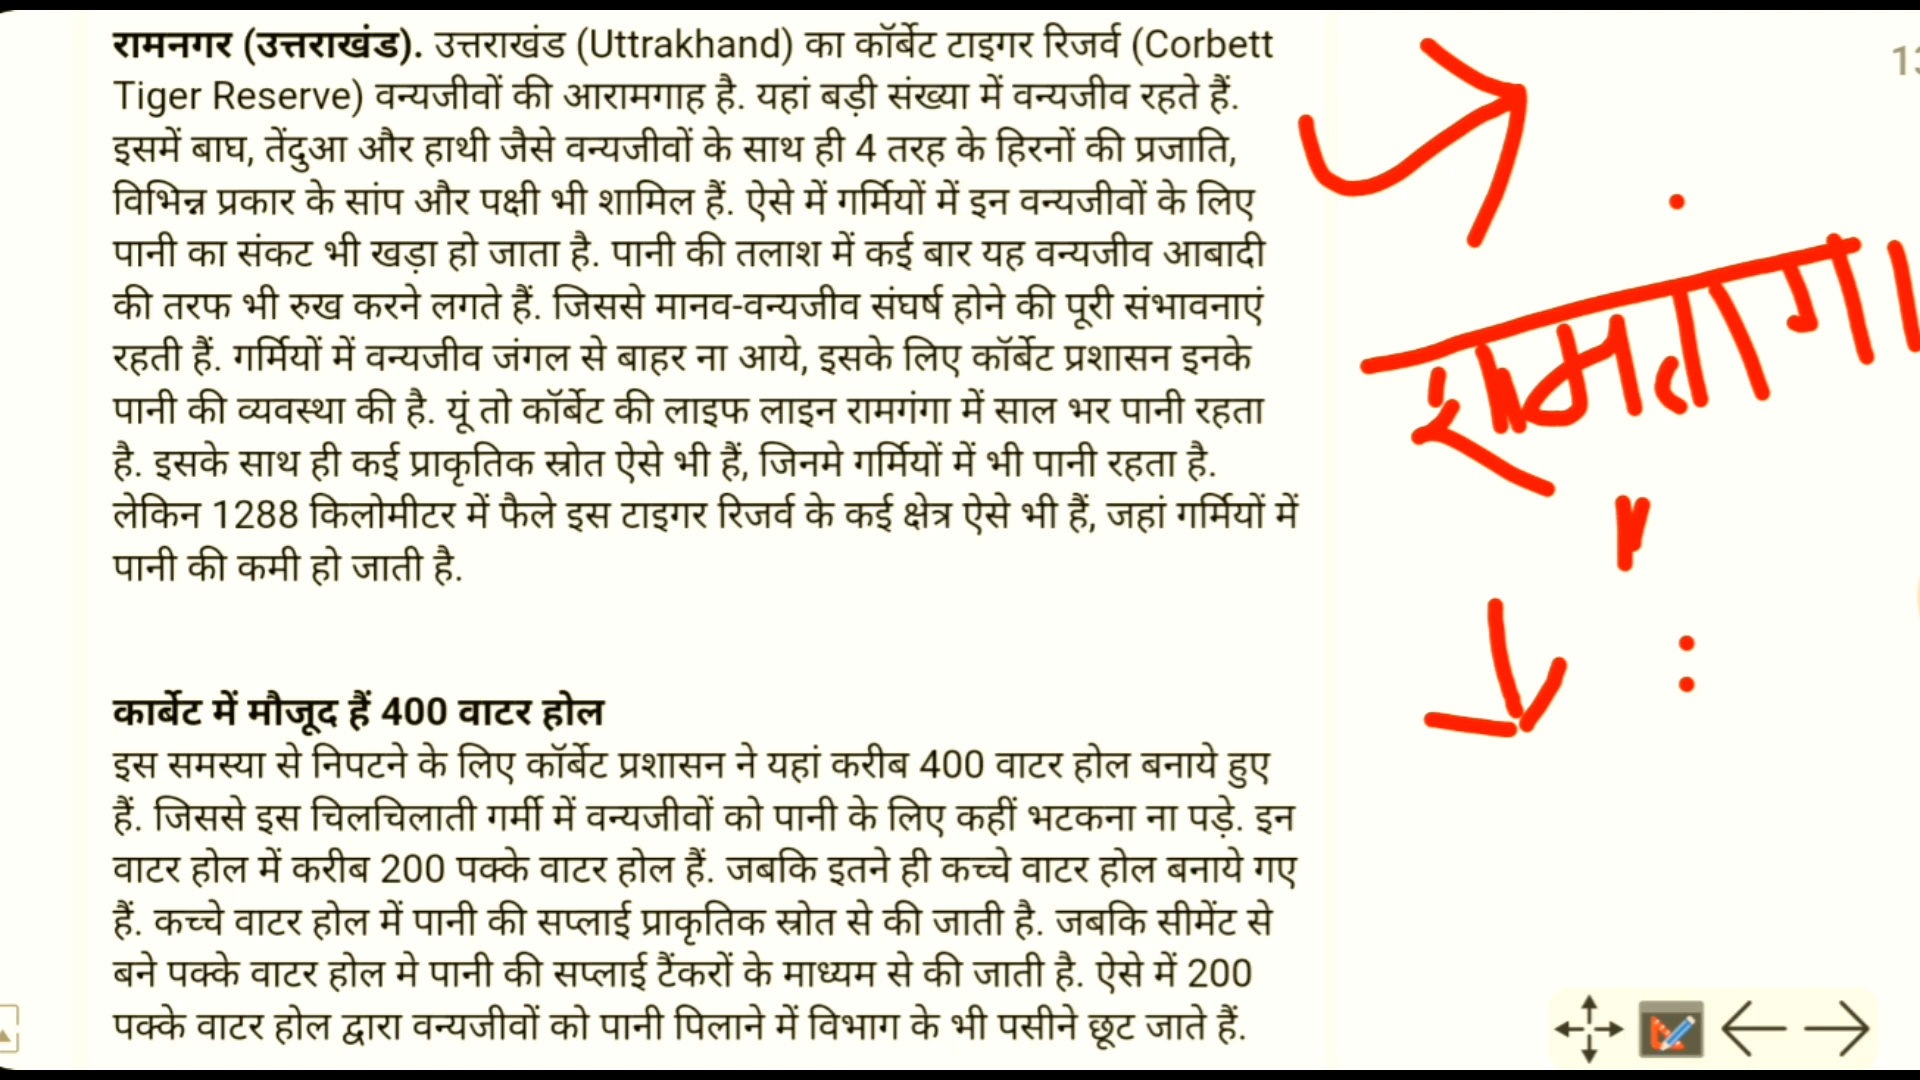 रामनगर (उत्तराखंड). उत्तराखंड (Uttrakhand) का कॉर्बेट टाइगर रिजर्व (Corbett
Tiger Reserve) वन्यजीवों की आरामगाह है. यहां बड़ी संख्या में वन्यजीव रहते हैं.
इसमें बाघ, तेंदुआ और हाथी जैसे वन्यजीवों के साथ ही 4 तरह के हिरनों की प्रजाति,
विभिन्न प्रकार के सांप और पक्षी भी शामिल हैं. ऐसे में गर्मियों में इन वन्यजीवों के लिए
पानी का संकट भी खड़ा हो जाता है. पानी की तलाश में कई बार यह वन्यजीव आबादी
की तरफ भी रुख करने लगते हैं. जिससे मानव-वन्यजीव संघर्ष होने की पूरी संभावनाएं
रहती हैं. गर्मियों में वन्यजीव जंगल से बाहर ना आये, इसके लिए कॉर्बेट प्रशासन इनके
पानी की व्यवस्था की है. यूं तो कॉर्बेट की लाइफ लाइन रामगंगा में साल भर पानी रहता
है. इसके साथ ही कई प्राकृतिक स्रोत ऐसे भी हैं, जिनमे गर्मियों में भी पानी रहता है.
लेकिन 1288 किलोमीटर में फैले इस टाइगर रिजर्व के कई क्षेत्र ऐसे भी हैं, जहां गर्मियों में
पानी की कमी हो जाती है.
कार्बेट में मौजूद हैं 400 वाटर होल
इस समस्या से निपटने के लिए कॉर्बेट प्रशासन ने यहां करीब 400 वाटर होल बनाये हुए
हैं. जिससे इस चिलचिलाती गर्मी में वन्यजीवों को पानी के लिए कहीं भटकना ना पड़े. इन
वाटर होल में करीब 200 पक्के वाटर होल हैं. जबकि इतने ही कच्चे वाटर होल बनाये गए
हैं. कच्चे वाटर होल में पानी की सप्लाई प्राकृतिक स्रोत से की जाती है. जबकि सीमेंट से
बने पक्के वाटर होल मे पानी की सप्लाई टैंकरों के माध्यम से की जाती है. ऐसे में 200
पक्के वाटर होल द्वारा वन्यजीवों को पानी पिलाने में विभाग के भी पसीने छूट जाते हैं.